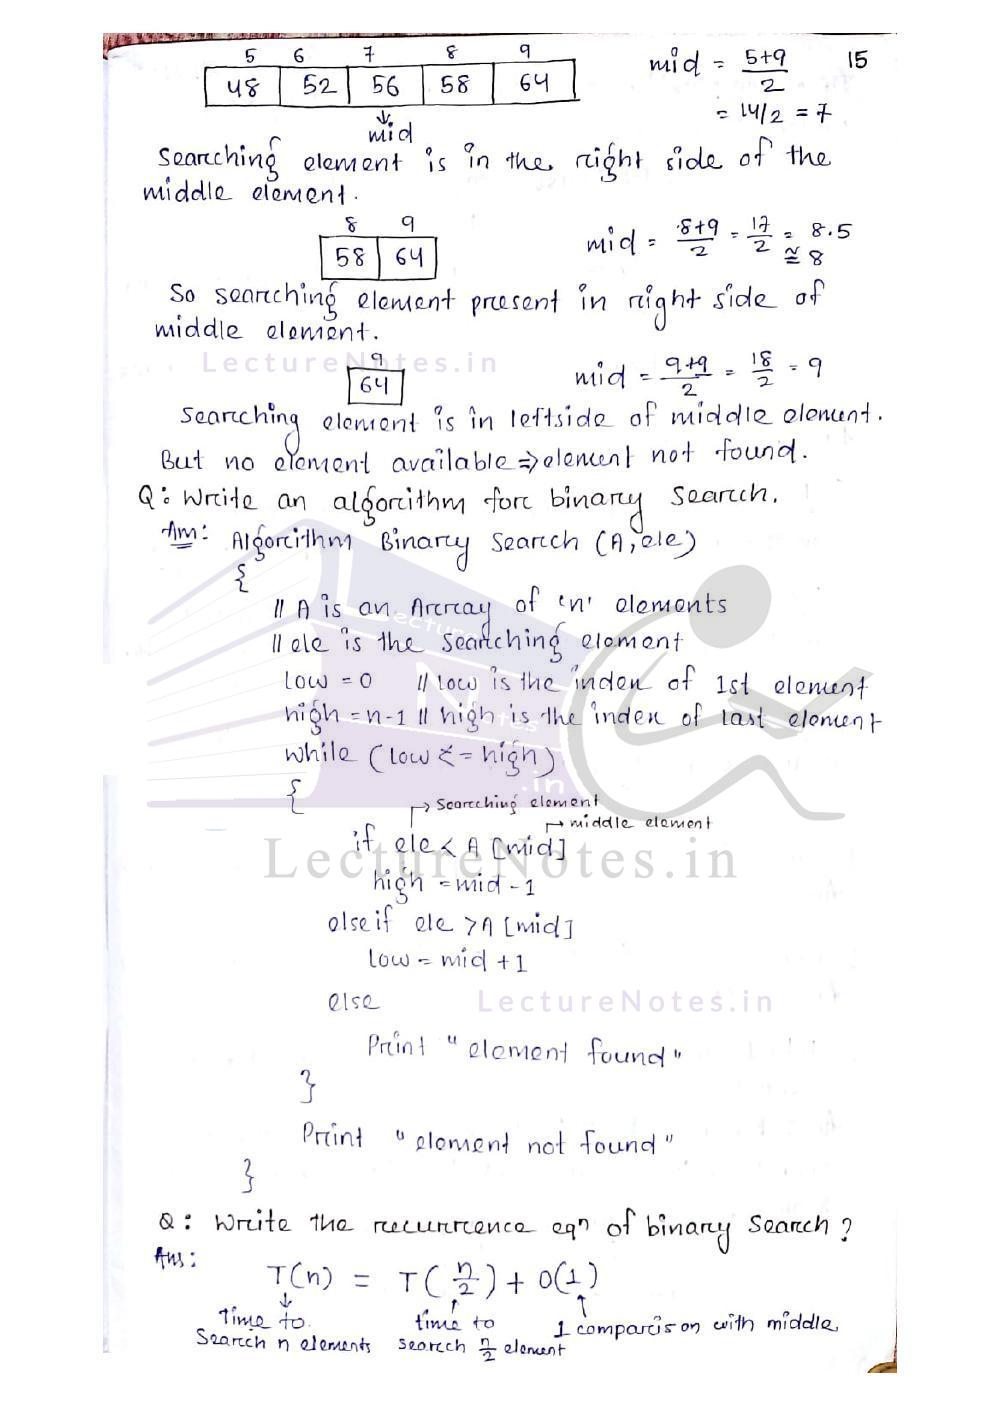 5 6 7 8 9
48 52 56 58 64
mid = 5+9/2 15
= 14/2 = 7
mid
Searching element is in the right side of the
middle element.
8 9
58 64
mid = 8+9/2 = 17/2 = 8.5
≅ 8
So searching element present in right side of
middle element.
LectureNotes.in
9
64
mid = 9+9/2 = 18/2 = 9
Searching element is in leftside of middle element.
But no element available ⇒ element not found.
Q: Write an algorithm for binary search.
Ans: Algorithm Binary Search (A, ele)
{
// A is an Array of 'n' elements
// ele is the searching element
low = 0 // low is the index of 1st element
high = n-1 // high is the index of last element
while (low <= high)
{
→ Searching element
→ middle element
if ele < A [mid]
LectureNotes.in
high = mid - 1
else if ele > A [mid]
low = mid + 1
else
LectureNotes.in
Print "element found"
}
Print "element not found"
}
Q: Write the recurrence eqn of binary search?
Ans:
T(n) = T(n/2) + O(1)
Time to time to 1 comparison with middle
Search n elements search n/2 element